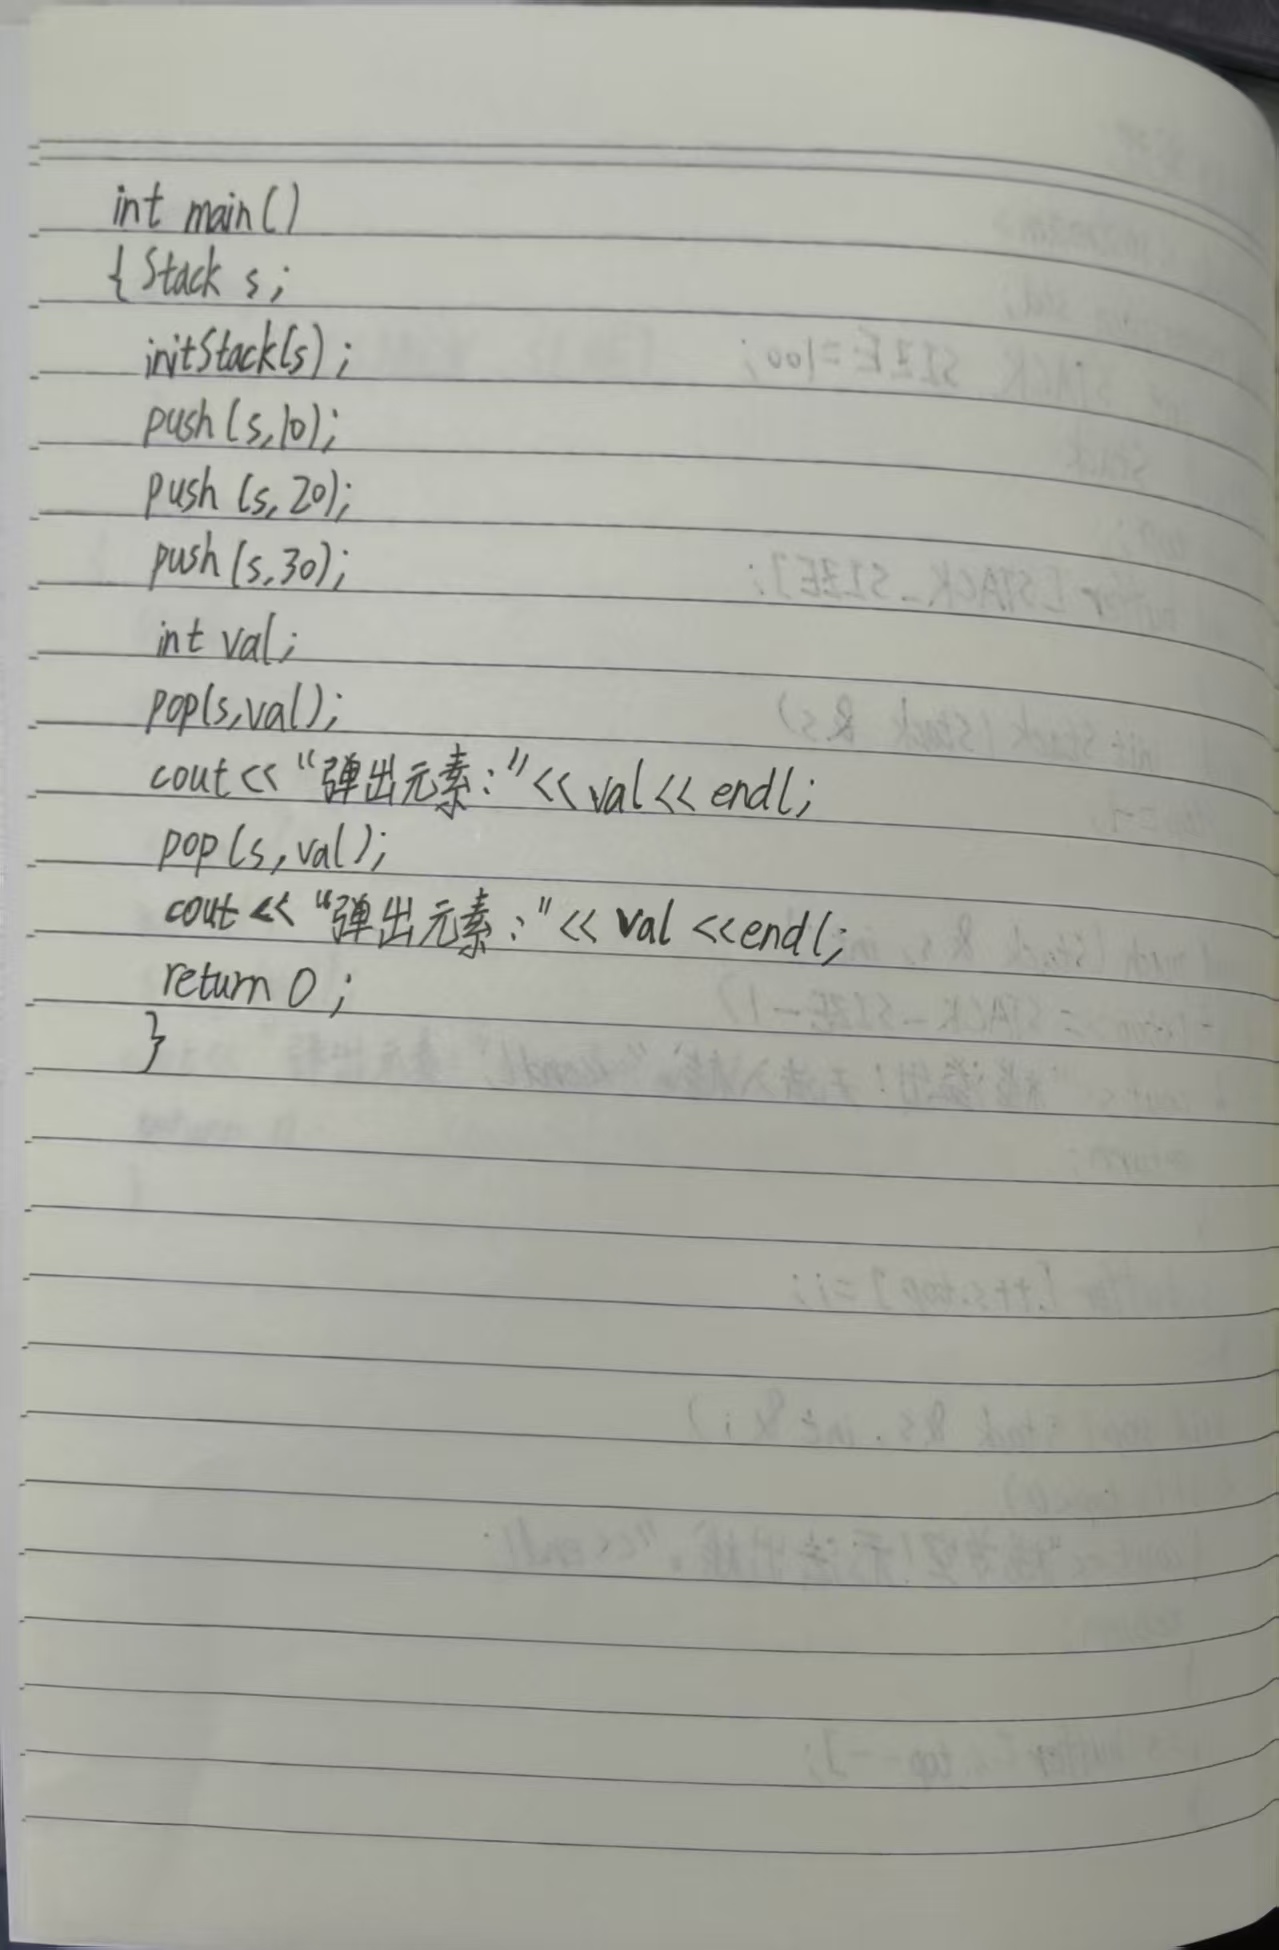 int main()
{ Stack s;
initStack(s);
push(s,10);
push(s,20);
push(s,30);
int val;
pop(s,val);
cout<< “弹出元素:”<< val<< endl;
pop(s,val);
cout << “弹出元素:”<< val <<endl;
return 0;
}